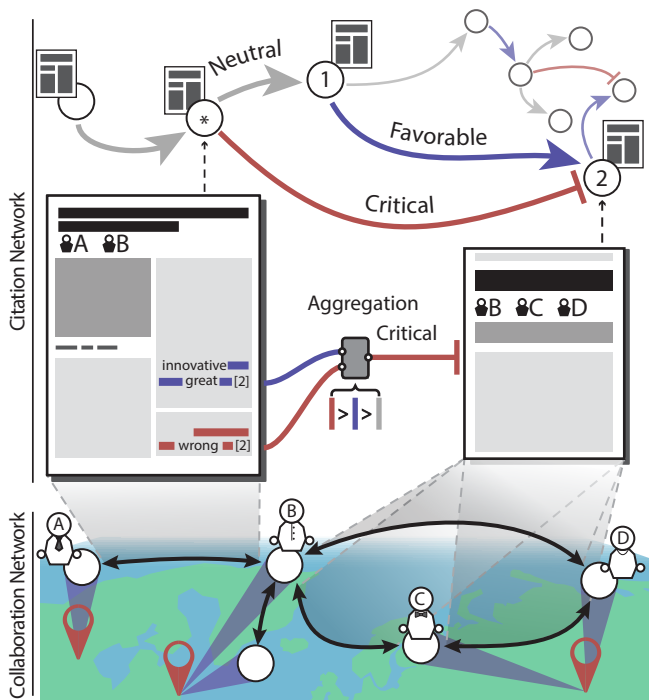 Citation Network
Neutral
1
*
Favorable
2
Critical
A B
B C D
Aggregation
Critical
innovative
great [2]
> >
wrong [2]
Collaboration Network
A
B
C
D